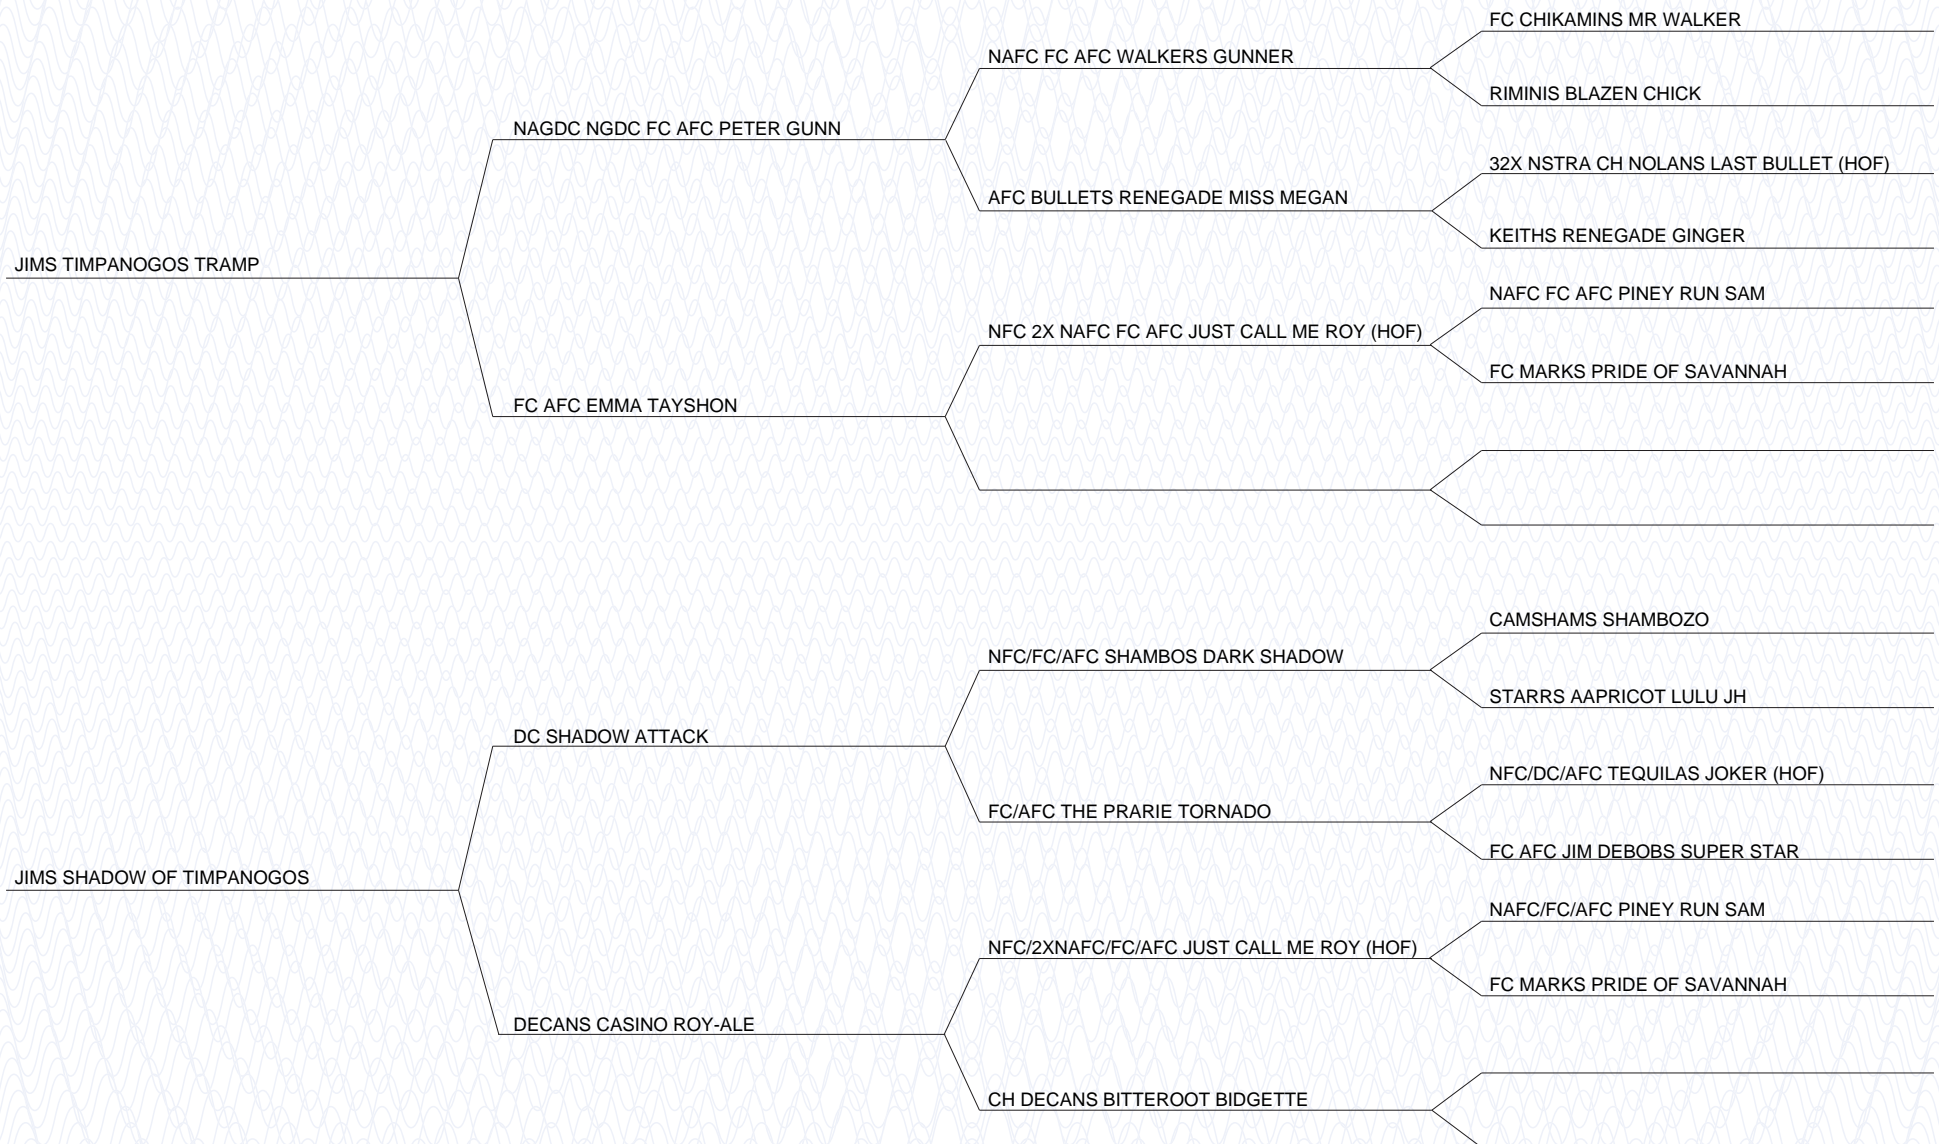 FC CHIKAMINS MR WALKER
NAFC FC AFC WALKERS GUNNER
RIMINIS BLAZEN CHICK
NAGDC NGDC FC AFC PETER GUNN
32X NSTRA CH NOLANS LAST BULLET (HOF)
AFC BULLETS RENEGADE MISS MEGAN
KEITHS RENEGADE GINGER
JIMS TIMPANOGOS TRAMP
NAFC FC AFC PINEY RUN SAM
NFC 2X NAFC FC AFC JUST CALL ME ROY (HOF)
FC MARKS PRIDE OF SAVANNAH
FC AFC EMMA TAYSHON
CAMSHAMS SHAMBOZO
NFC/FC/AFC SHAMBOS DARK SHADOW
STARRS AAPRICOT LULU JH
DC SHADOW ATTACK
NFC/DC/AFC TEQUILAS JOKER (HOF)
FC/AFC THE PRARIE TORNADO
FC AFC JIM DEBOBS SUPER STAR
JIMS SHADOW OF TIMPANOGOS
NAFC/FC/AFC PINEY RUN SAM
NFC/2XNAFC/FC/AFC JUST CALL ME ROY (HOF)
FC MARKS PRIDE OF SAVANNAH
DECANS CASINO ROY-ALE
CH DECANS BITTEROOT BIDGETTE